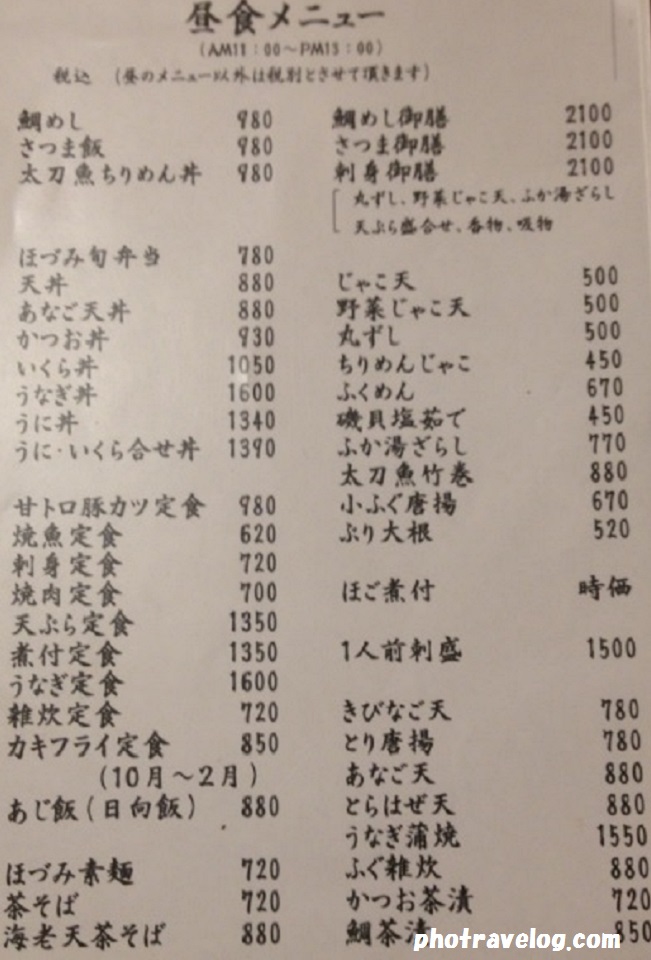 昼食メニュー
(AM11:00〜PM15:00)
税込 (昼のメニュー以外は税別とさせて頂きます)
鯛めし 980
さつま飯 980
太刀魚ちりめん丼 980
ほづみ旬弁当 780
天丼 880
あなご天丼 880
かつお丼 930
いくら丼 1050
うなぎ丼 1600
うに丼 1340
うに・いくら合せ丼 1390
甘トロ豚カツ定食 980
焼魚定食 620
刺身定食 720
焼肉定食 700
天ぷら定食 1350
煮付定食 1350
うなぎ定食 1600
雑炊定食 720
カキフライ定食 850
(10月〜2月)
あじ飯(日向飯) 880
ほづみ素麺 720
茶そば 720
海老天茶そば 880
鯛めし御膳 2100
さつま御膳 2100
刺身御膳 2100
丸ずし、野菜じゃこ天、ふか湯ざらし
天ぷら盛合せ、香物、吸物
じゃこ天 500
野菜じゃこ天 500
丸ずし 500
ちりめんじゃこ 450
ふくめん 670
磯貝塩茹で 450
ふか湯ざらし 770
太刀魚竹巻 880
小ふぐ唐揚 670
ぶり大根 520
ほご煮付 時価
1人前刺盛 1500
きびなご天 780
とり唐揚 780
あなご天 880
とらはぜ天 880
うなぎ蒲焼 1550
ふぐ雑炊 880
かつお茶漬 720
鯛茶漬 850
photravelog.com